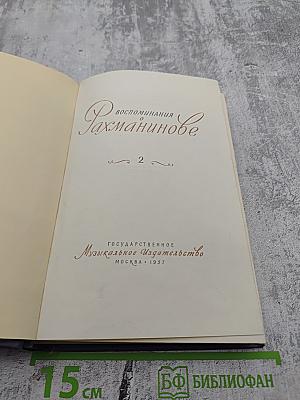 ВОСПОМИНАНИЯ
о
Рахманинове
2
ГОСУДАРСТВЕННОЕ
Музыкальное Издательство
МОСКВА • 1957
15 см
БФ БИБЛИОФАН